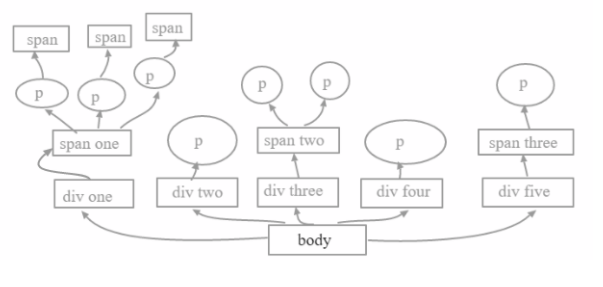 span
span
span
p
p
p
p
p
p
span one
p
span two
p
span three
div one
div two
div three
div four
div five
body